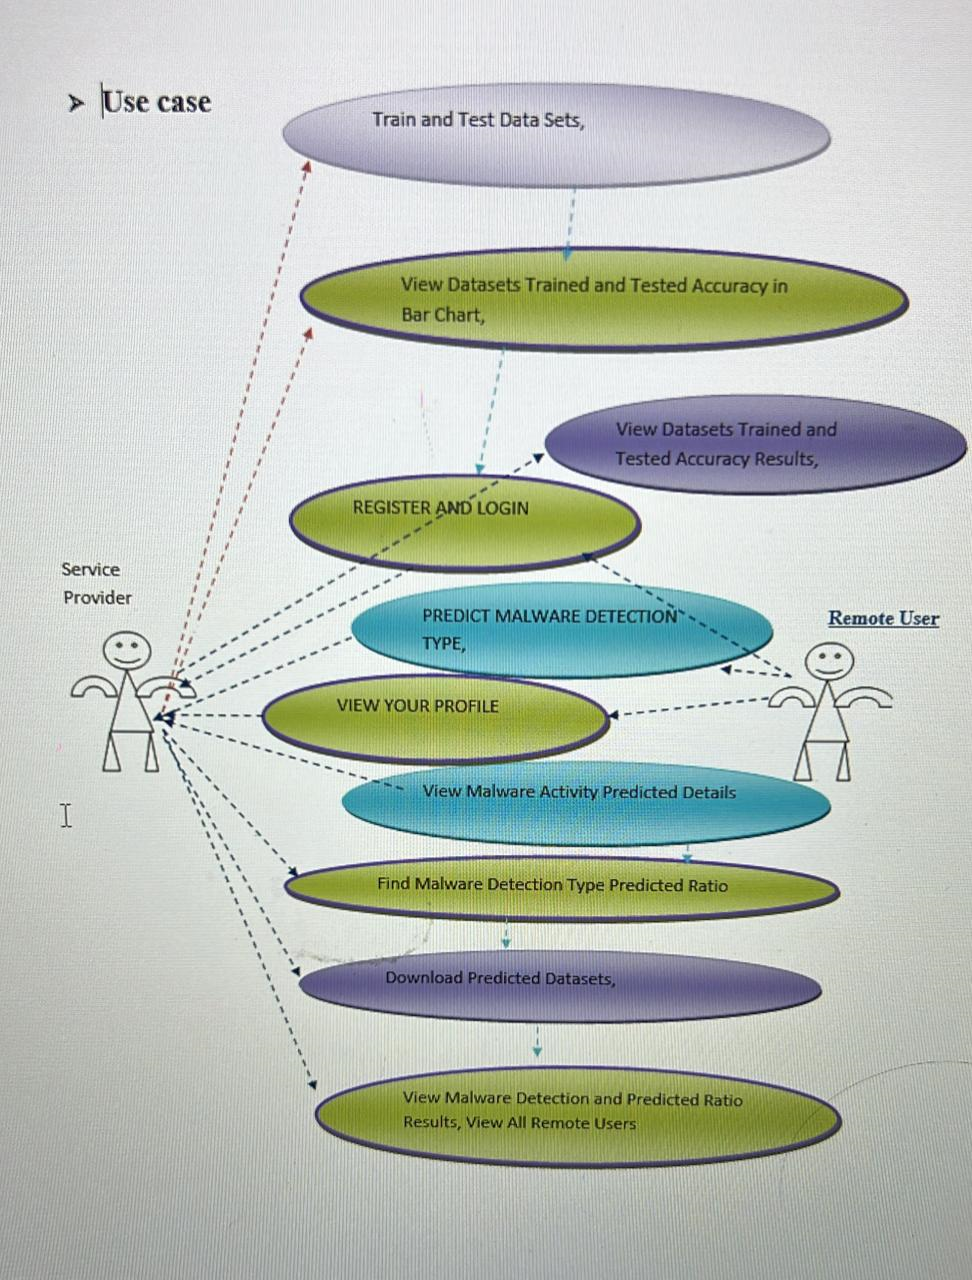 Use case
Train and Test Data Sets,
View Datasets Trained and Tested Accuracy in
Bar Chart,
View Datasets Trained and
Tested Accuracy Results,
REGISTER AND LOGIN
Service
Provider
PREDICT MALWARE DETECTION
TYPE,
Remote User
VIEW YOUR PROFILE
View Malware Activity Predicted Details
Find Malware Detection Type Predicted Ratio
Download Predicted Datasets,
View Malware Detection and Predicted Ratio
Results, View All Remote Users